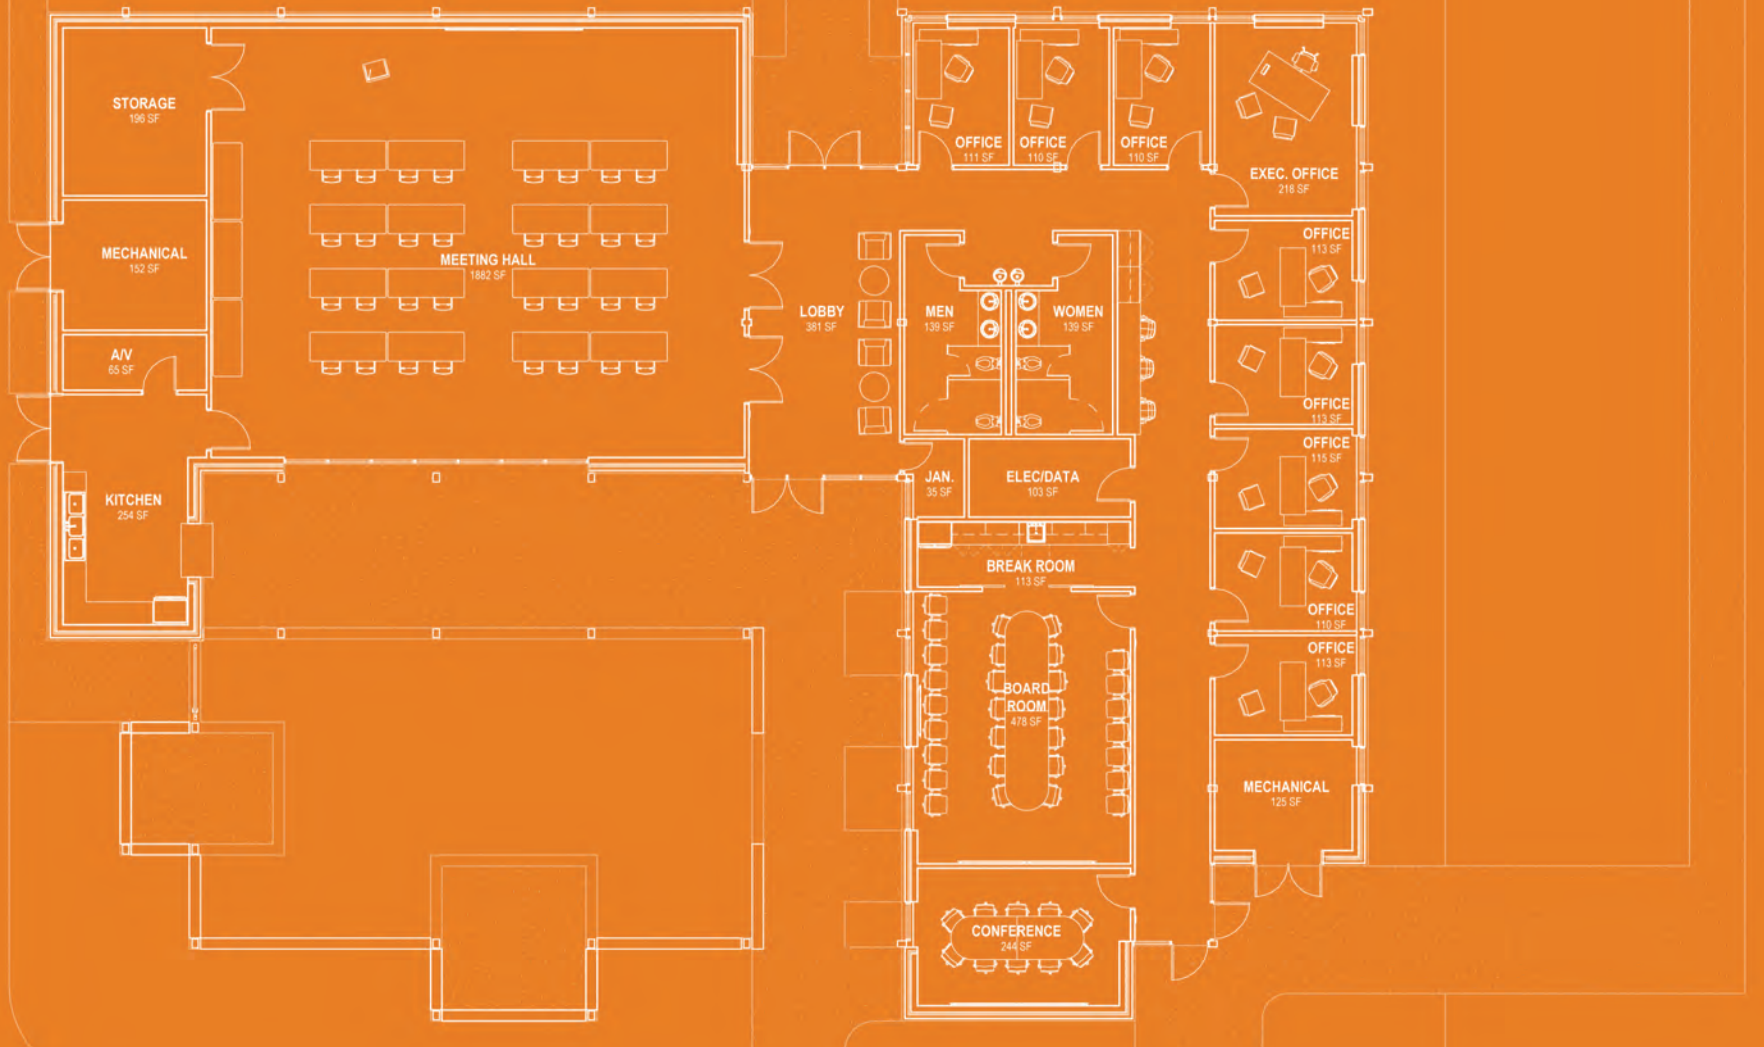 STORAGE
196 SF
MECHANICAL
152 SF
A/V
65 SF
KITCHEN
254 SF
MEETING HALL
1882 SF
LOBBY
381 SF
OFFICE
111 SF
OFFICE
110 SF
OFFICE
110 SF
EXEC. OFFICE
218 SF
MEN
139 SF
WOMEN
139 SF
JAN.
35 SF
ELEC/DATA
103 SF
BREAK ROOM
113 SF
BOARD
ROOM
478 SF
CONFERENCE
244 SF
OFFICE
113 SF
OFFICE
113 SF
OFFICE
115 SF
OFFICE
110 SF
OFFICE
113 SF
MECHANICAL
125 SF